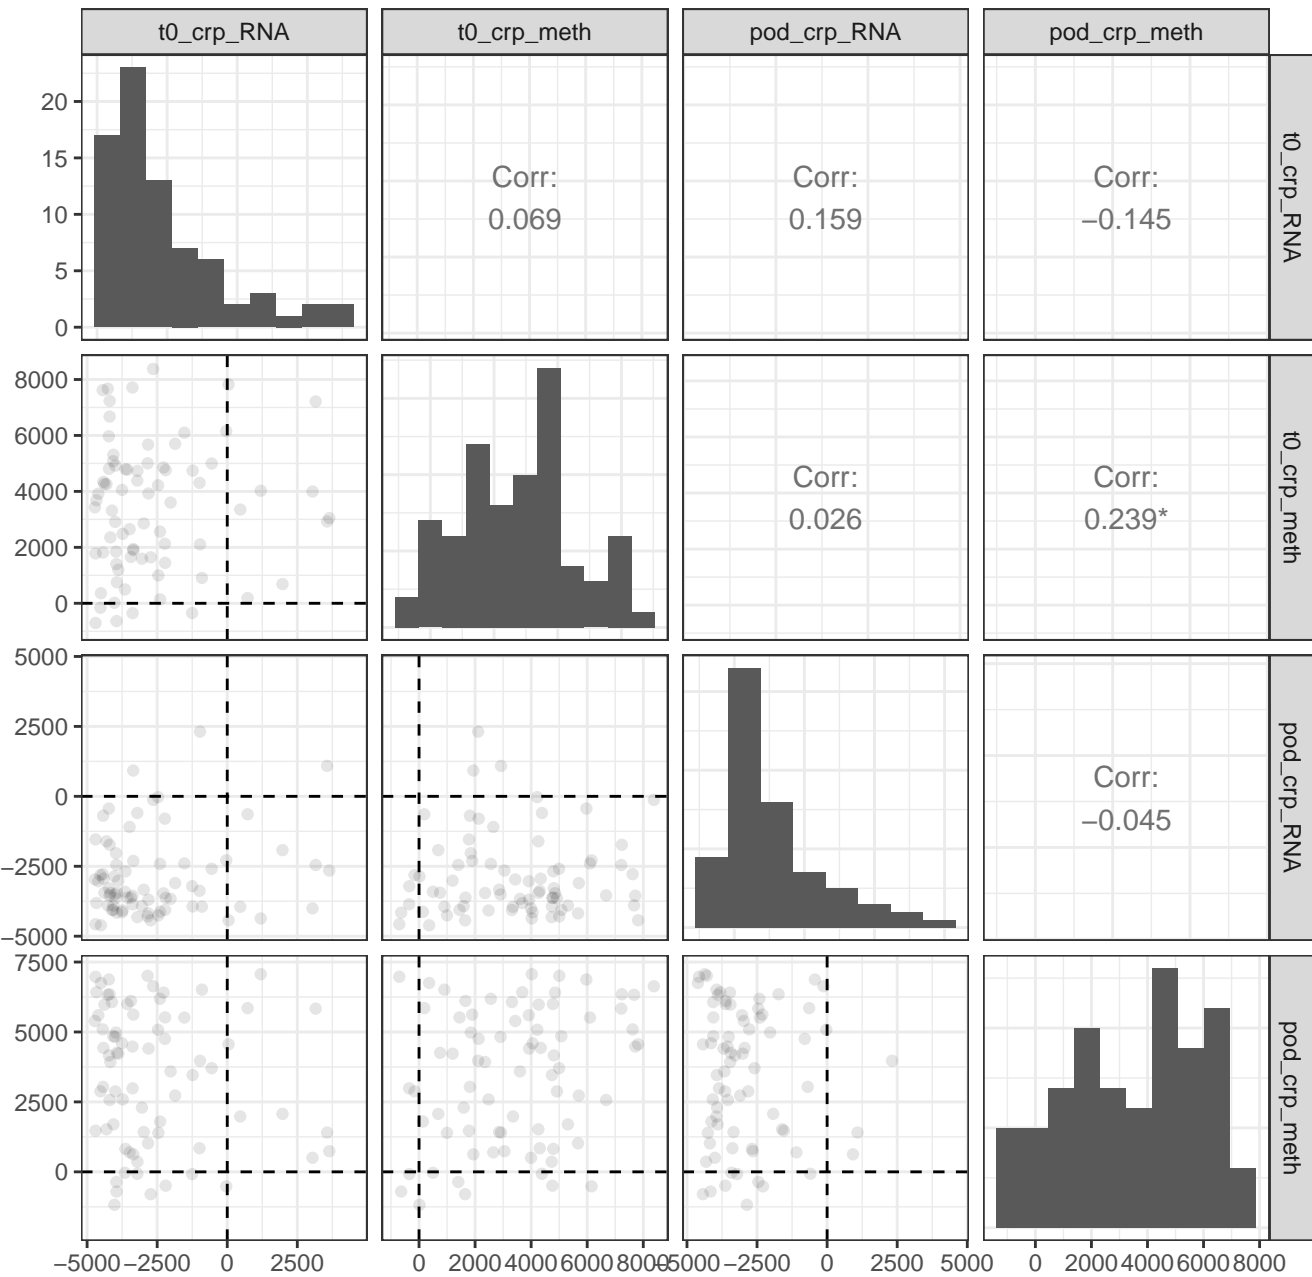 t0_crp_RNA
t0_crp_meth
pod_crp_RNA
pod_crp_meth
20
15
10
5
0
Corr:
0.069
Corr:
0.159
Corr:
−0.145
t0_crp_RNA
8000
6000
4000
2000
0
Corr:
0.026
Corr:
0.239*
t0_crp_meth
5000
2500
0
−2500
−5000
Corr:
−0.045
pod_crp_RNA
7500
5000
2500
0
pod_crp_meth
−5000 −2500 0 2500
0 2000 4000 6000 8000
−5000 −2500 0 2500 5000
0 2000 4000 6000 8000